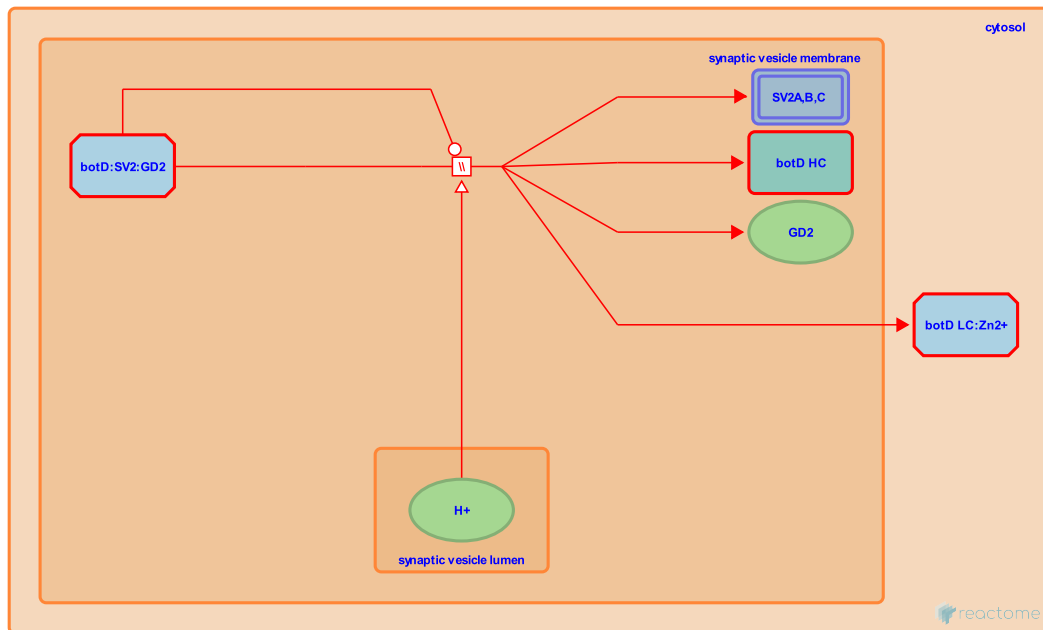 cytosol
synaptic vesicle membrane
SV2A,B,C
botD:SV2:GD2
\\
botD HC
GD2
botD LC:Zn2+
H+
synaptic vesicle lumen
reactome